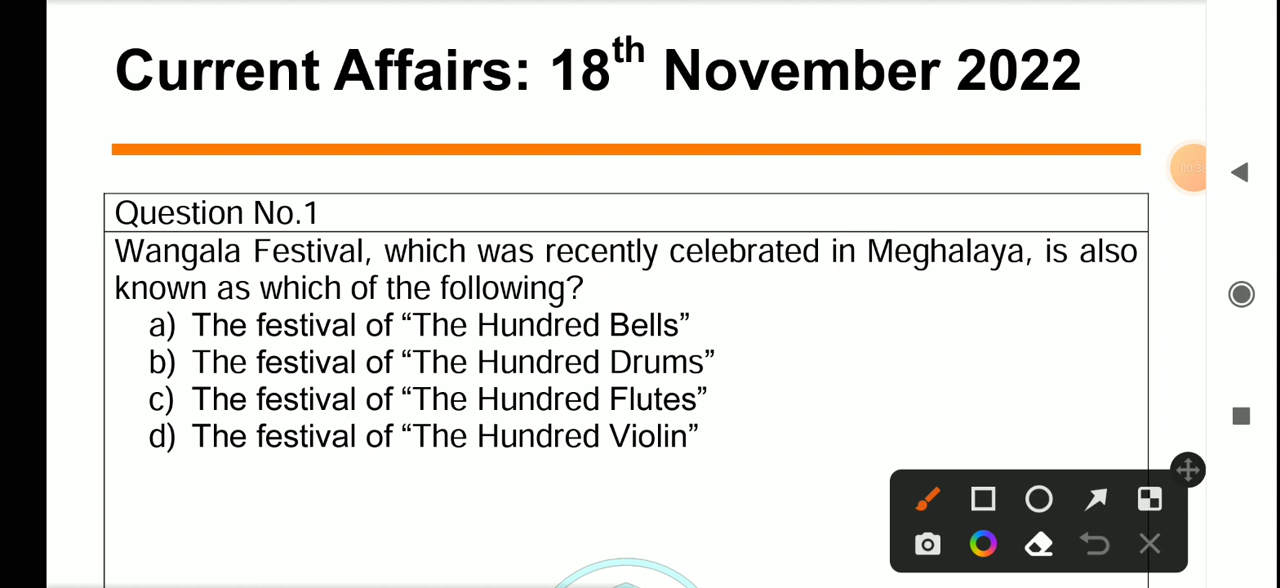 Current Affairs: 18th November 2022
Question No.1
Wangala Festival, which was recently celebrated in Meghalaya, is also
known as which of the following?
a) The festival of “The Hundred Bells”
b) The festival of “The Hundred Drums”
c) The festival of “The Hundred Flutes”
d) The festival of “The Hundred Violin”